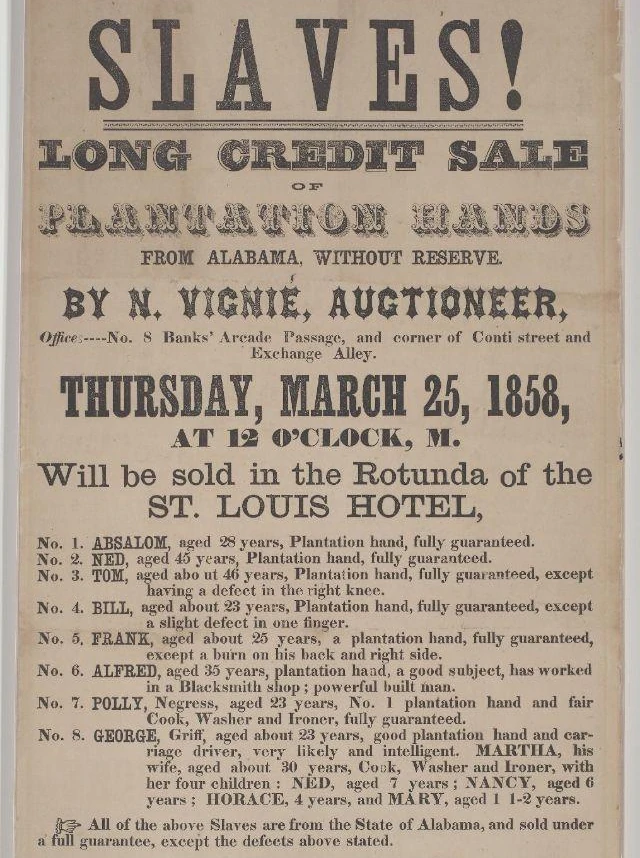 SLAVES!
LONG CREDIT SALE
OF
PLANTATION HANDS
FROM ALABAMA, WITHOUT RESERVE.
BY N. VIGNIÉ, AUCTIONEER,
Office:----No. 8 Banks' Arcade Passage, and corner of Conti street and
Exchange Alley.
THURSDAY, MARCH 25, 1858,
AT 12 O'CLOCK, M.
Will be sold in the Rotunda of the
ST. LOUIS HOTEL,
No. 1. ABSALOM, aged 28 years, Plantation hand, fully guaranteed.
No. 2. NED, aged 45 years, Plantation hand, fully guaranteed.
No. 3. TOM, aged abo ut 46 years, Plantation hand, fully guaranteed, except
having a defect in the right knee.
No. 4. BILL, aged about 23 years, Plantation hand, fully guaranteed, except
a slight defect in one finger.
No. 5, FRANK, aged about 25 years, a plantation hand, fully guaranteed,
except a burn on his back and right side.
No. 6. ALFRED, aged 35 years, plantation hand, a good subject, has worked
in a Blacksmith shop; powerful built man.
No. 7. POLLY, Negress, aged 23 years, No. 1 plantation hand and fair
Cook, Washer and Ironer, fully guaranteed.
No. 8. GEORGE, Griff, aged about 23 years, good plantation hand and car-
riage driver, very likely and intelligent. MARTHA, his
wife, aged about 30 years, Cook, Washer and Ironer, with
her four children: NED, aged 7 years; NANCY, aged 6
years; HORACE, 4 years, and MARY, aged 1 1-2 years.
☞ All of the above Slaves are from the State of Alabama, and sold under
a full guarantee, except the defects above stated.